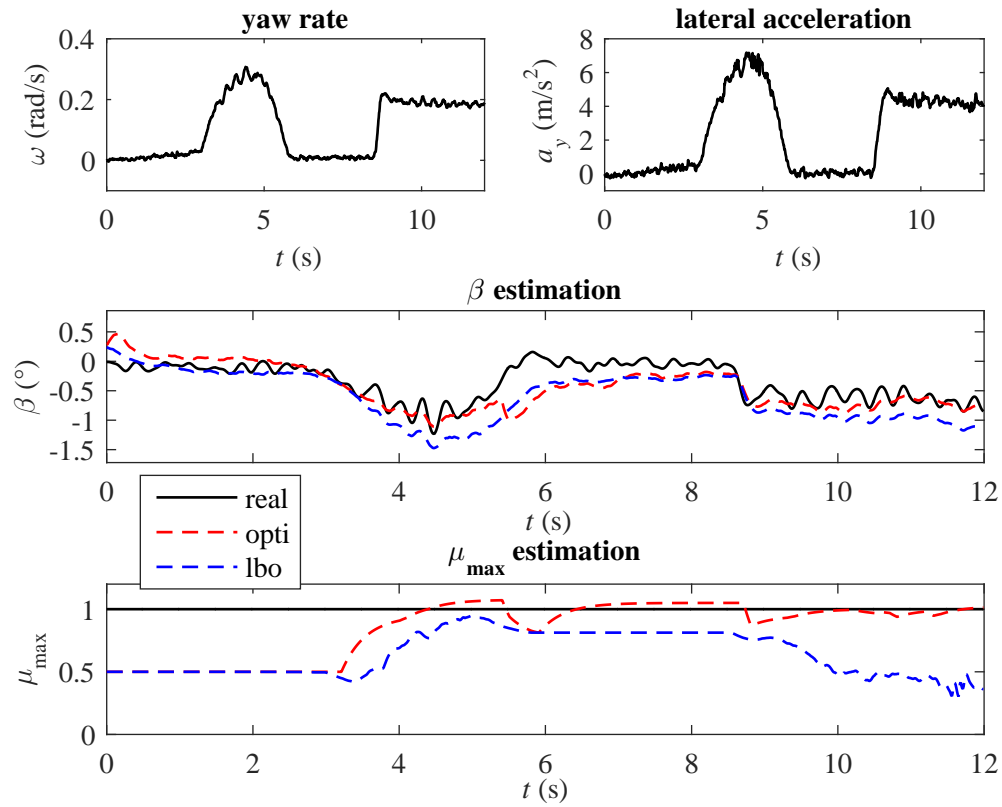 yaw rate
lateral acceleration
0.4
0.2
0
ω (rad/s)
0
5
10
t (s)
8
6
4
2
0
a_y (m/s²)
0
5
10
t (s)
β estimation
0.5
0
-0.5
-1
-1.5
β (°)
0
4
6
8
10
12
t (s)
real
opti
lbo
μ_max estimation
1
0.5
0
μ_max
0
2
4
6
8
10
12
t (s)